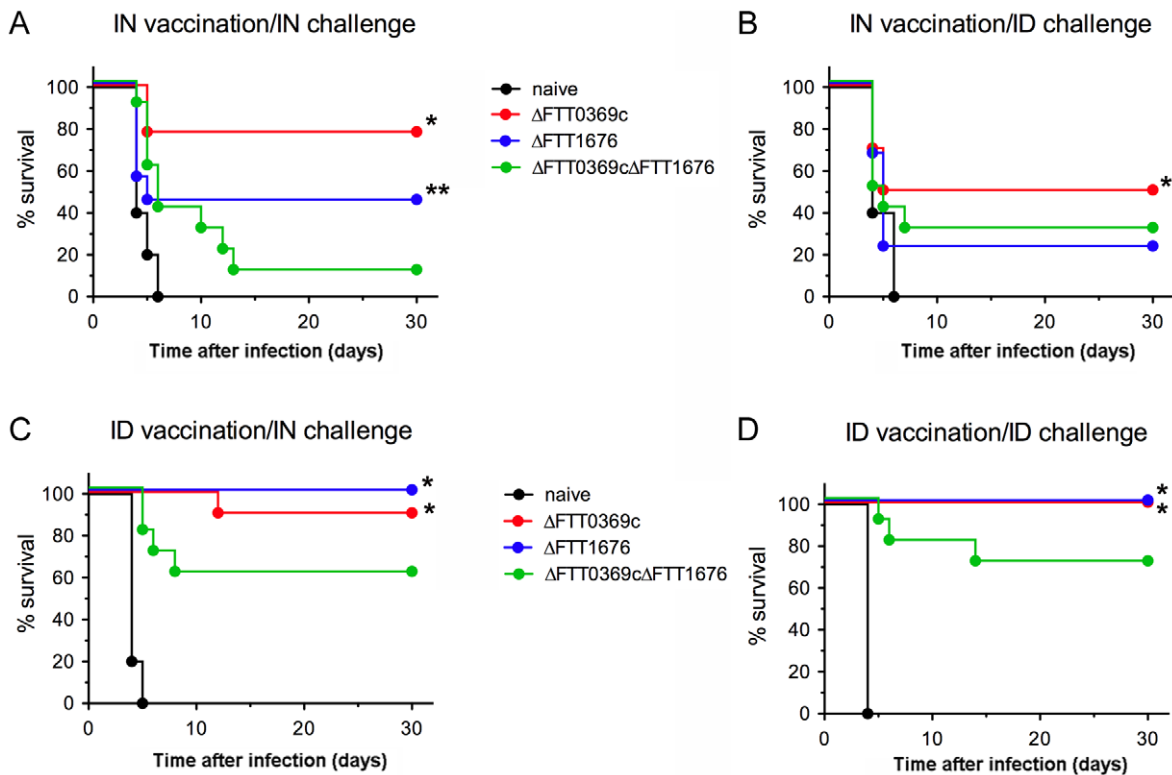 A
IN vaccination/IN challenge
% survival
100
80
60
40
20
0
0
10
20
30
Time after infection (days)
*
**
naive
ΔFTT0369c
ΔFTT1676
ΔFTT0369cΔFTT1676
B
IN vaccination/ID challenge
% survival
100
80
60
40
20
0
0
10
20
30
Time after infection (days)
*
C
ID vaccination/IN challenge
% survival
100
80
60
40
20
0
0
10
20
30
Time after infection (days)
*
*
naive
ΔFTT0369c
ΔFTT1676
ΔFTT0369cΔFTT1676
D
ID vaccination/ID challenge
% survival
100
80
60
40
20
0
0
10
20
30
Time after infection (days)
*
*